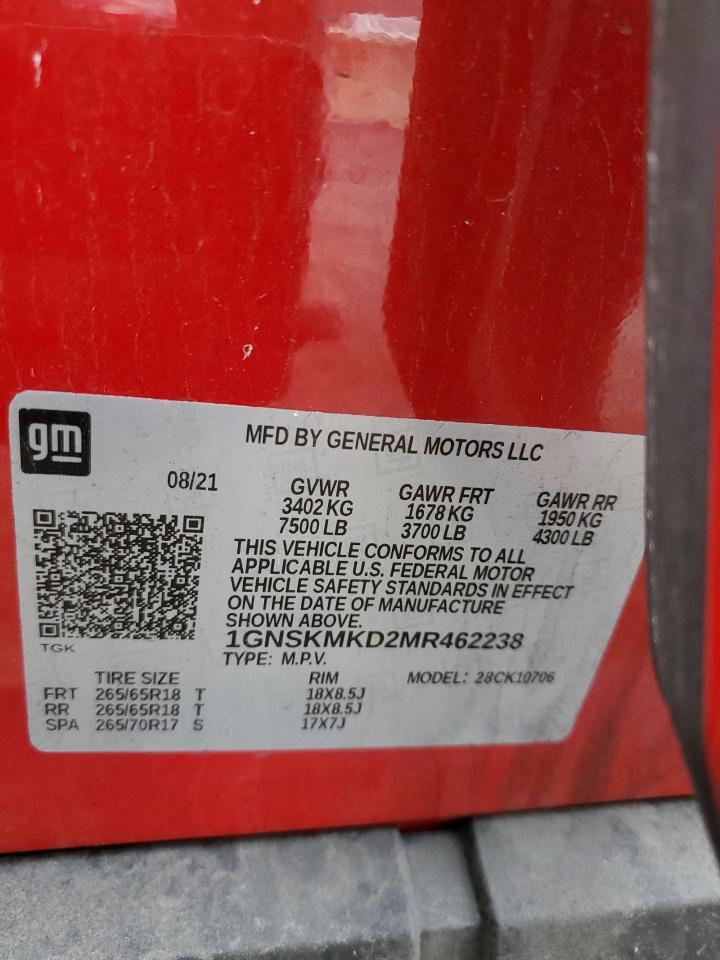 gm
MFD BY GENERAL MOTORS LLC
08/21
GVWR GAWR FRT GAWR RR
3402 KG 1678 KG 1950 KG
7500 LB 3700 LB 4300 LB
THIS VEHICLE CONFORMS TO ALL
APPLICABLE U.S. FEDERAL MOTOR
VEHICLE SAFETY STANDARDS IN EFFECT
ON THE DATE OF MANUFACTURE
SHOWN ABOVE.
1GNSKMKD2MR462238
TGK
TYPE: M.P.V.
TIRE SIZE RIM MODEL: 28CK10706
FRT 265/65R18 T 18X8.5J
RR 265/65R18 T 18X8.5J
SPA 265/70R17 S 17X7J